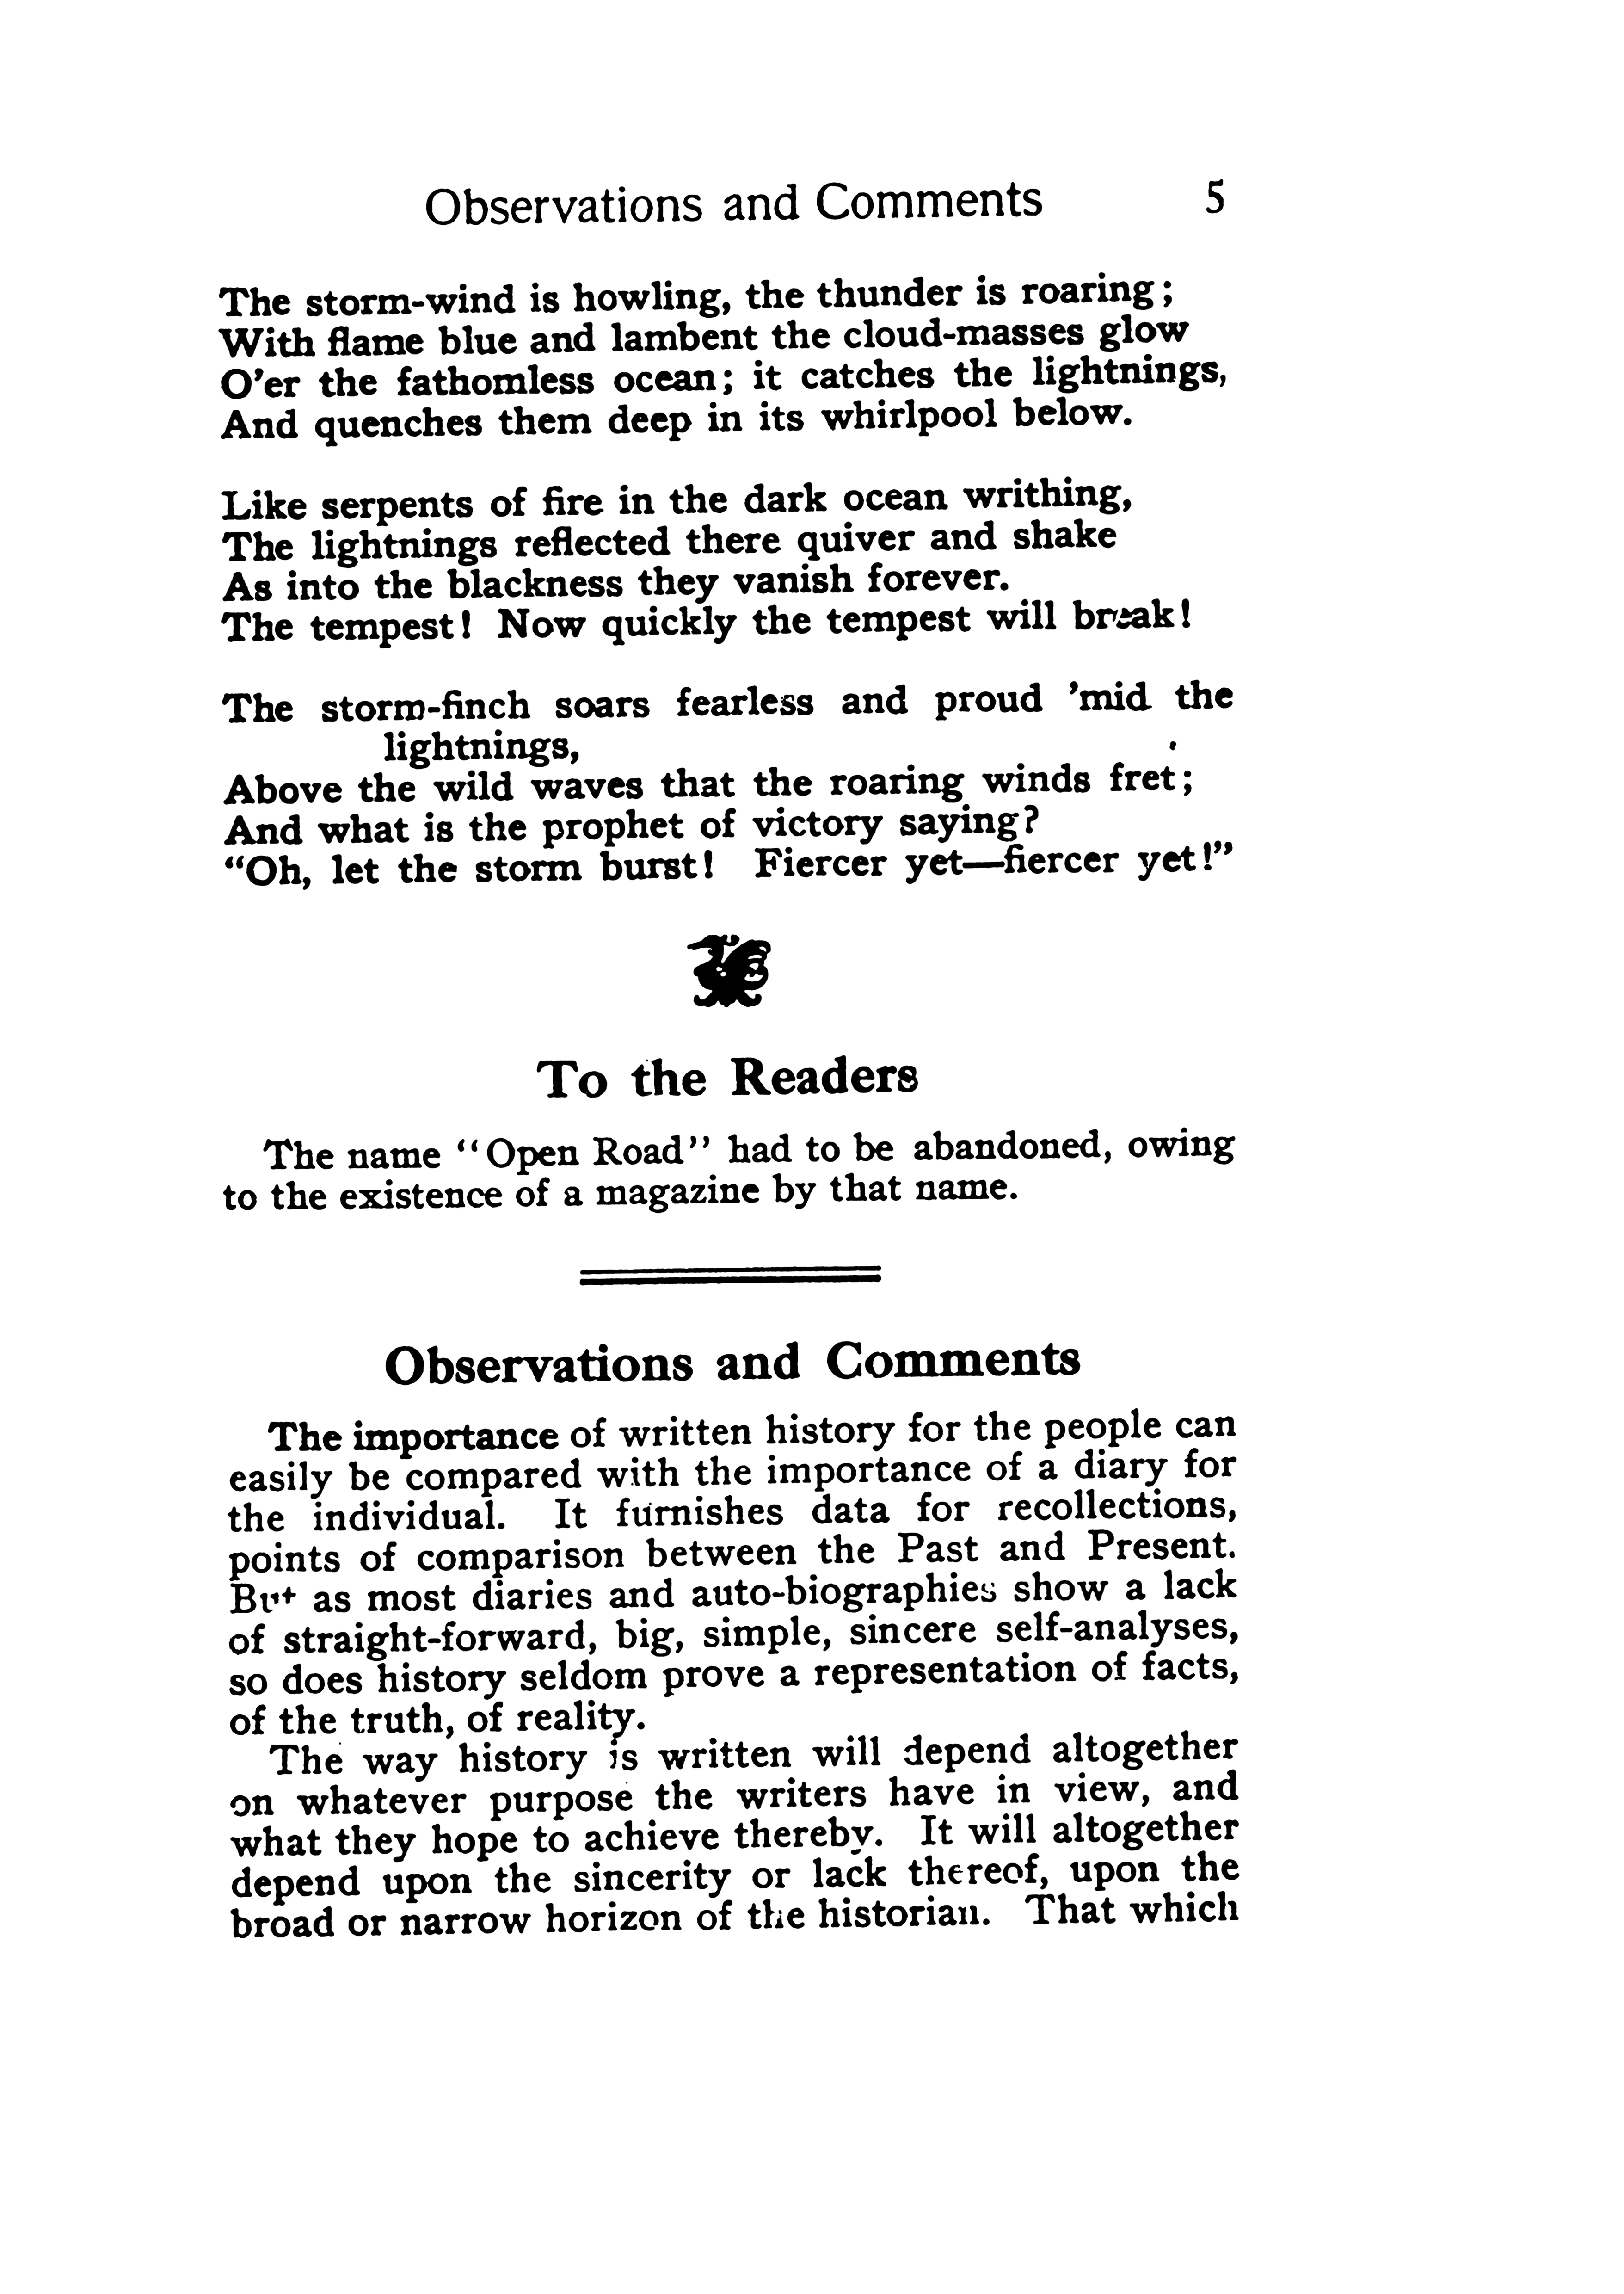 Observations and Comments 5
The storm-wind is howling, the thunder is roaring;
With flame blue and lambent the cloud-masses glow
O'er the fathomless ocean; it catches the lightnings,
And quenches them deep in its whirlpool below.
Like serpents of fire in the dark ocean writhing,
The lightnings reflected there quiver and shake
As into the blackness they vanish forever.
The tempest! Now quickly the tempest will break!
The storm-finch soars fearless and proud 'mid the
lightnings,
Above the wild waves that the roaring winds fret;
And what is the prophet of victory saying?
“Oh, let the storm burst! Fiercer yet—fiercer yet!”
To the Readers
The name “Open Road” had to be abandoned, owing
to the existence of a magazine by that name.
Observations and Comments
The importance of written history for the people can
easily be compared with the importance of a diary for
the individual. It furnishes data for recollections,
points of comparison between the Past and Present.
But as most diaries and auto-biographies show a lack
of straight-forward, big, simple, sincere self-analyses,
so does history seldom prove a representation of facts,
of the truth, of reality.
The way history is written will depend altogether
on whatever purpose the writers have in view, and
what they hope to achieve thereby. It will altogether
depend upon the sincerity or lack thereof, upon the
broad or narrow horizon of the historian. That which